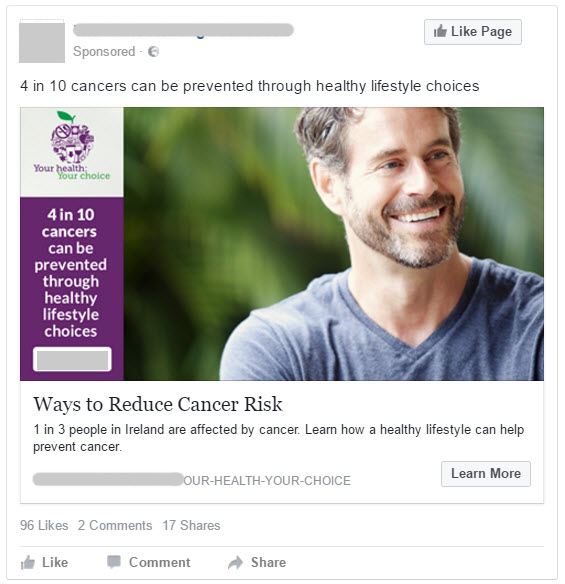 Like Page
Sponsored ·
4 in 10 cancers can be prevented through healthy lifestyle choices
Your health:
Your choice
4 in 10
cancers
can be
prevented
through
healthy
lifestyle
choices
Ways to Reduce Cancer Risk
1 in 3 people in Ireland are affected by cancer. Learn how a healthy lifestyle can help
prevent cancer.
OUR-HEALTH-YOUR-CHOICE
Learn More
96 Likes 2 Comments 17 Shares
Like Comment Share